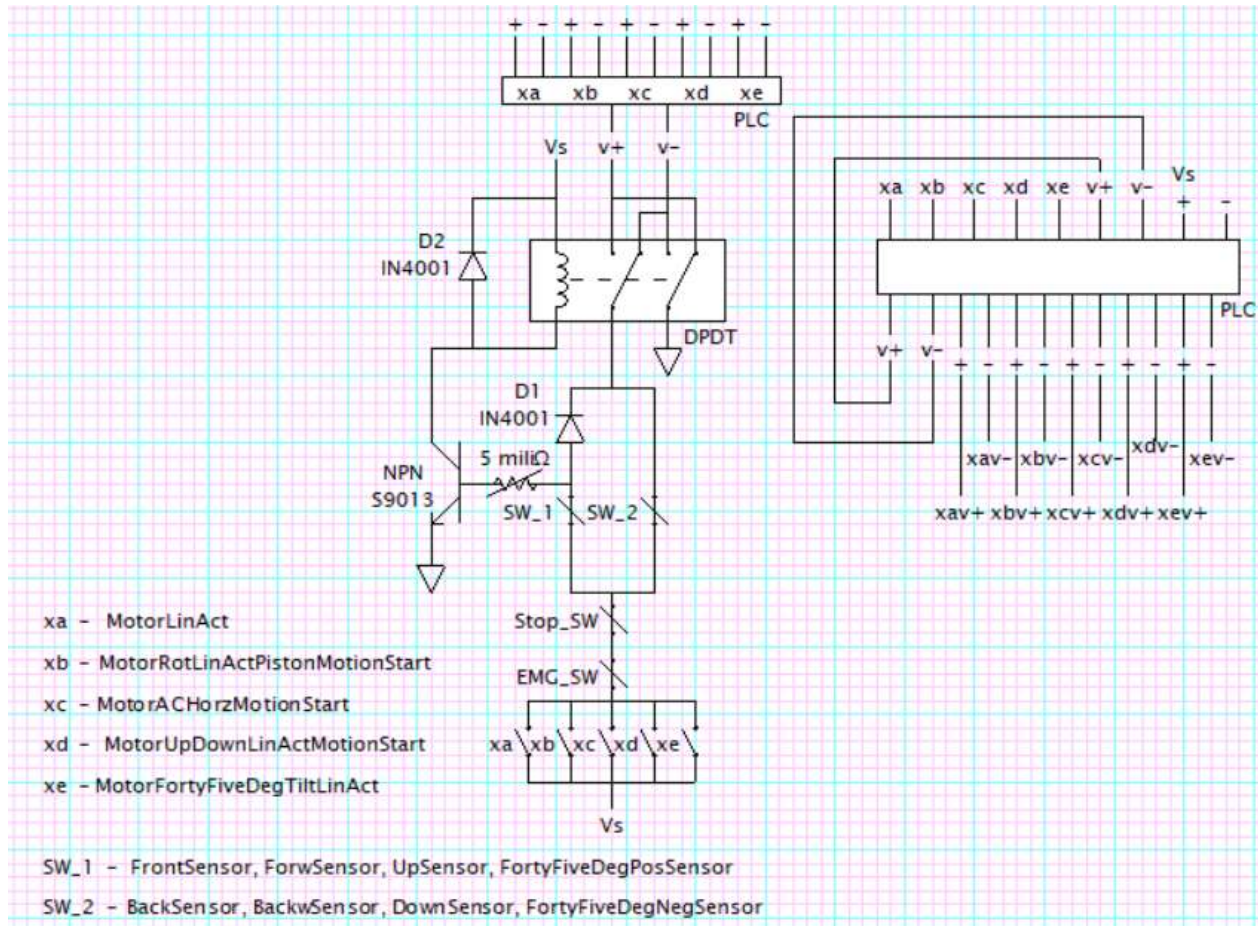 + - + - + - + - + -
xa xb xc xd xe
PLC
Vs v+ v-
D2
IN4001
DPDT
D1
IN4001
5 miliΩ
NPN
S9013
SW_1 SW_2
Stop_SW
EMG_SW
xa xb xc xd xe
Vs
Vs
xa xb xc xd xe v+ v- + -
PLC
v+ v- + - + - + - + - + -
xav- xbv- xcv- xdv- xev-
xav+ xbv+ xcv+ xdv+ xev+
xa - MotorLinAct
xb - MotorRotLinActPistonMotionStart
xc - MotorACHorzMotionStart
xd - MotorUpDownLinActMotionStart
xe - MotorFortyFiveDegTiltLinAct
SW_1 - FrontSensor, ForwSensor, UpSensor, FortyFiveDegPosSensor
SW_2 - BackSensor, BackwSensor, DownSensor, FortyFiveDegNegSensor